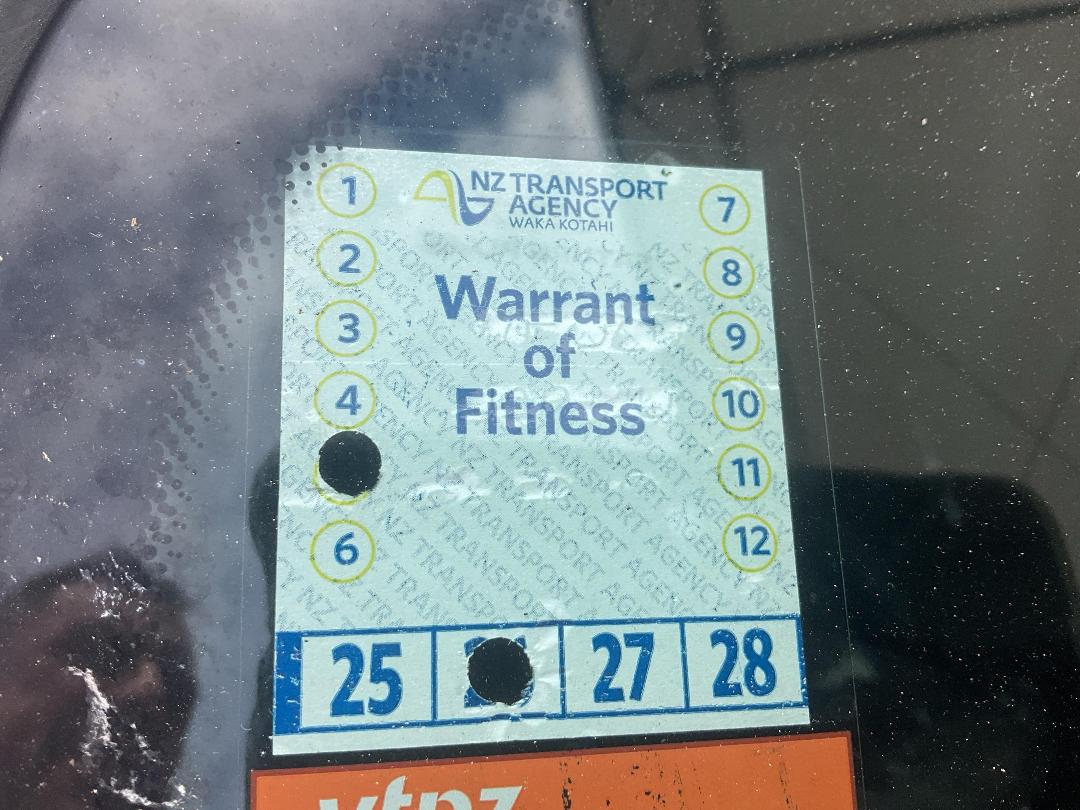 1
NZ TRANSPORT
AGENCY
WAKA KOTAHI
7
2
8
Warrant
of
Fitness
3
9
4
10
11
6
12
25
27
28
vtnz